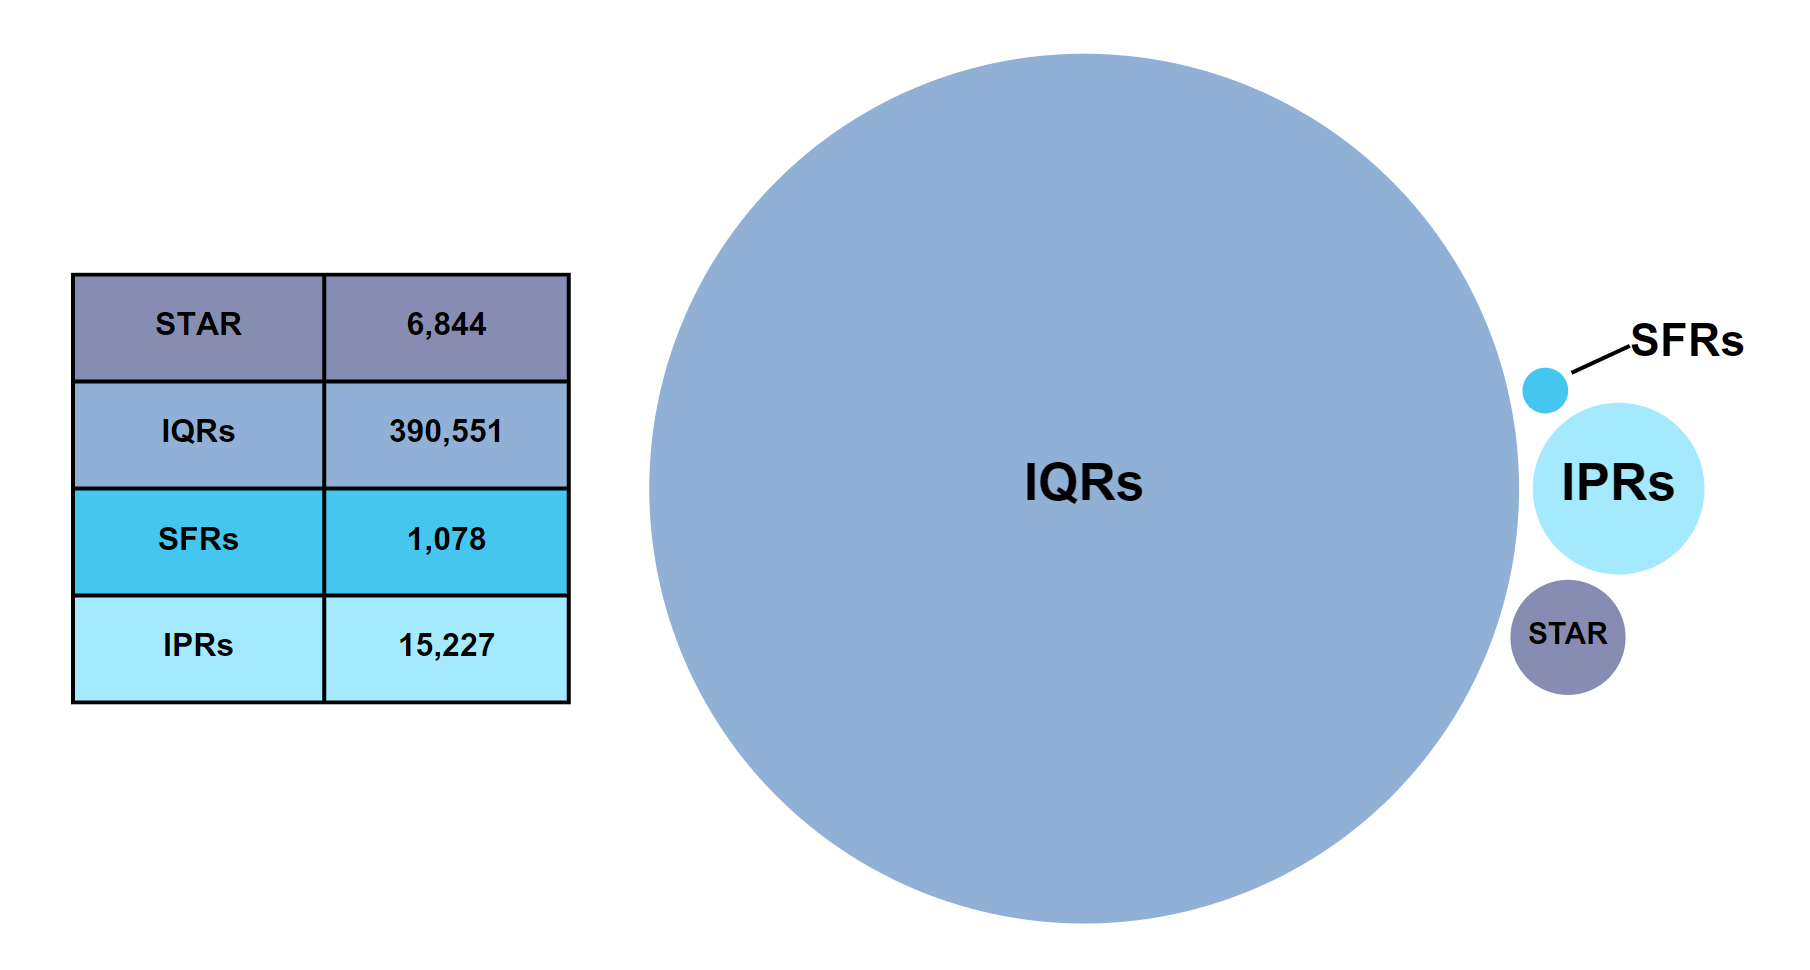 STAR 6,844
IQRs 390,551
SFRs 1,078
IPRs 15,227
IQRs
SFRs
IPRs
STAR